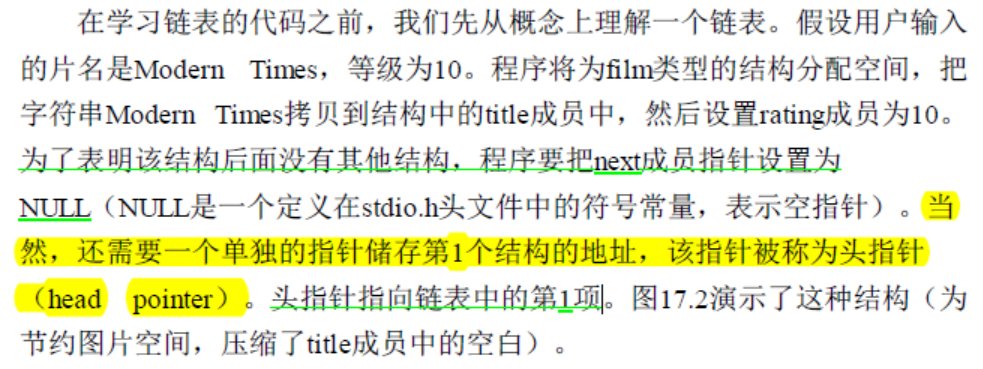 在学习链表的代码之前，我们先从概念上理解一个链表。假设用户输入
的片名是Modern Times，等级为10。程序将为film类型的结构分配空间，把
字符串Modern Times拷贝到结构中的title成员中，然后设置rating成员为10。
为了表明该结构后面没有其他结构，程序要把next成员指针设置为
NULL（NULL是一个定义在stdio.h头文件中的符号常量，表示空指针）。当
然，还需要一个单独的指针储存第1个结构的地址，该指针被称为头指针
（head pointer）。头指针指向链表中的第1项。图17.2演示了这种结构（为
节约图片空间，压缩了title成员中的空白）。